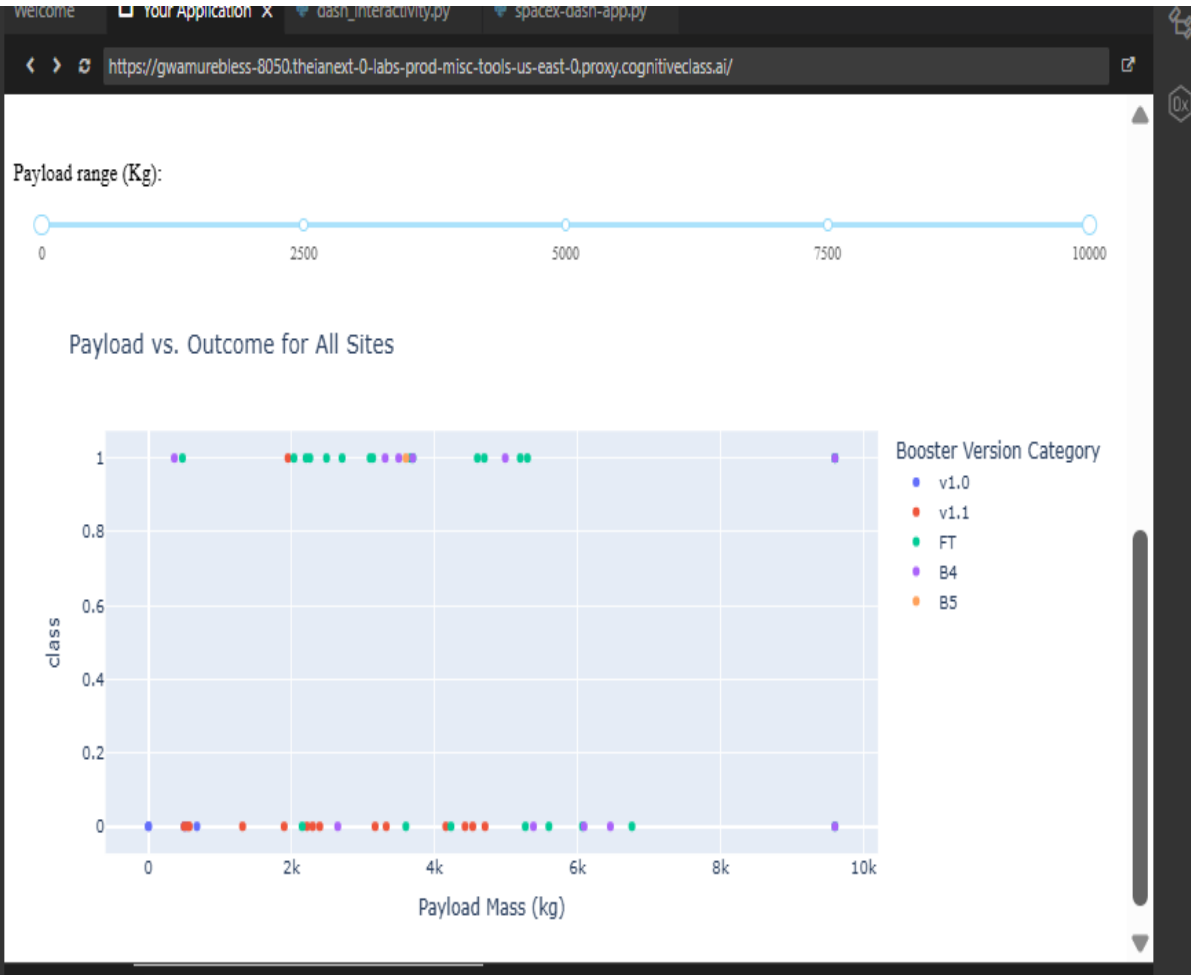 Welcome
Your Application X
dash_interactivity.py
spacex-dash-app.py
https://gwamurebless-8050.theianext-0-labs-prod-misc-tools-us-east-0.proxy.cognitiveclass.ai/
0x
Payload range (Kg):
0 2500 5000 7500 10000
Payload vs. Outcome for All Sites
Booster Version Category
v1.0
v1.1
FT
B4
B5
class
1
0.8
0.6
0.4
0.2
0
0 2k 4k 6k 8k 10k
Payload Mass (kg)